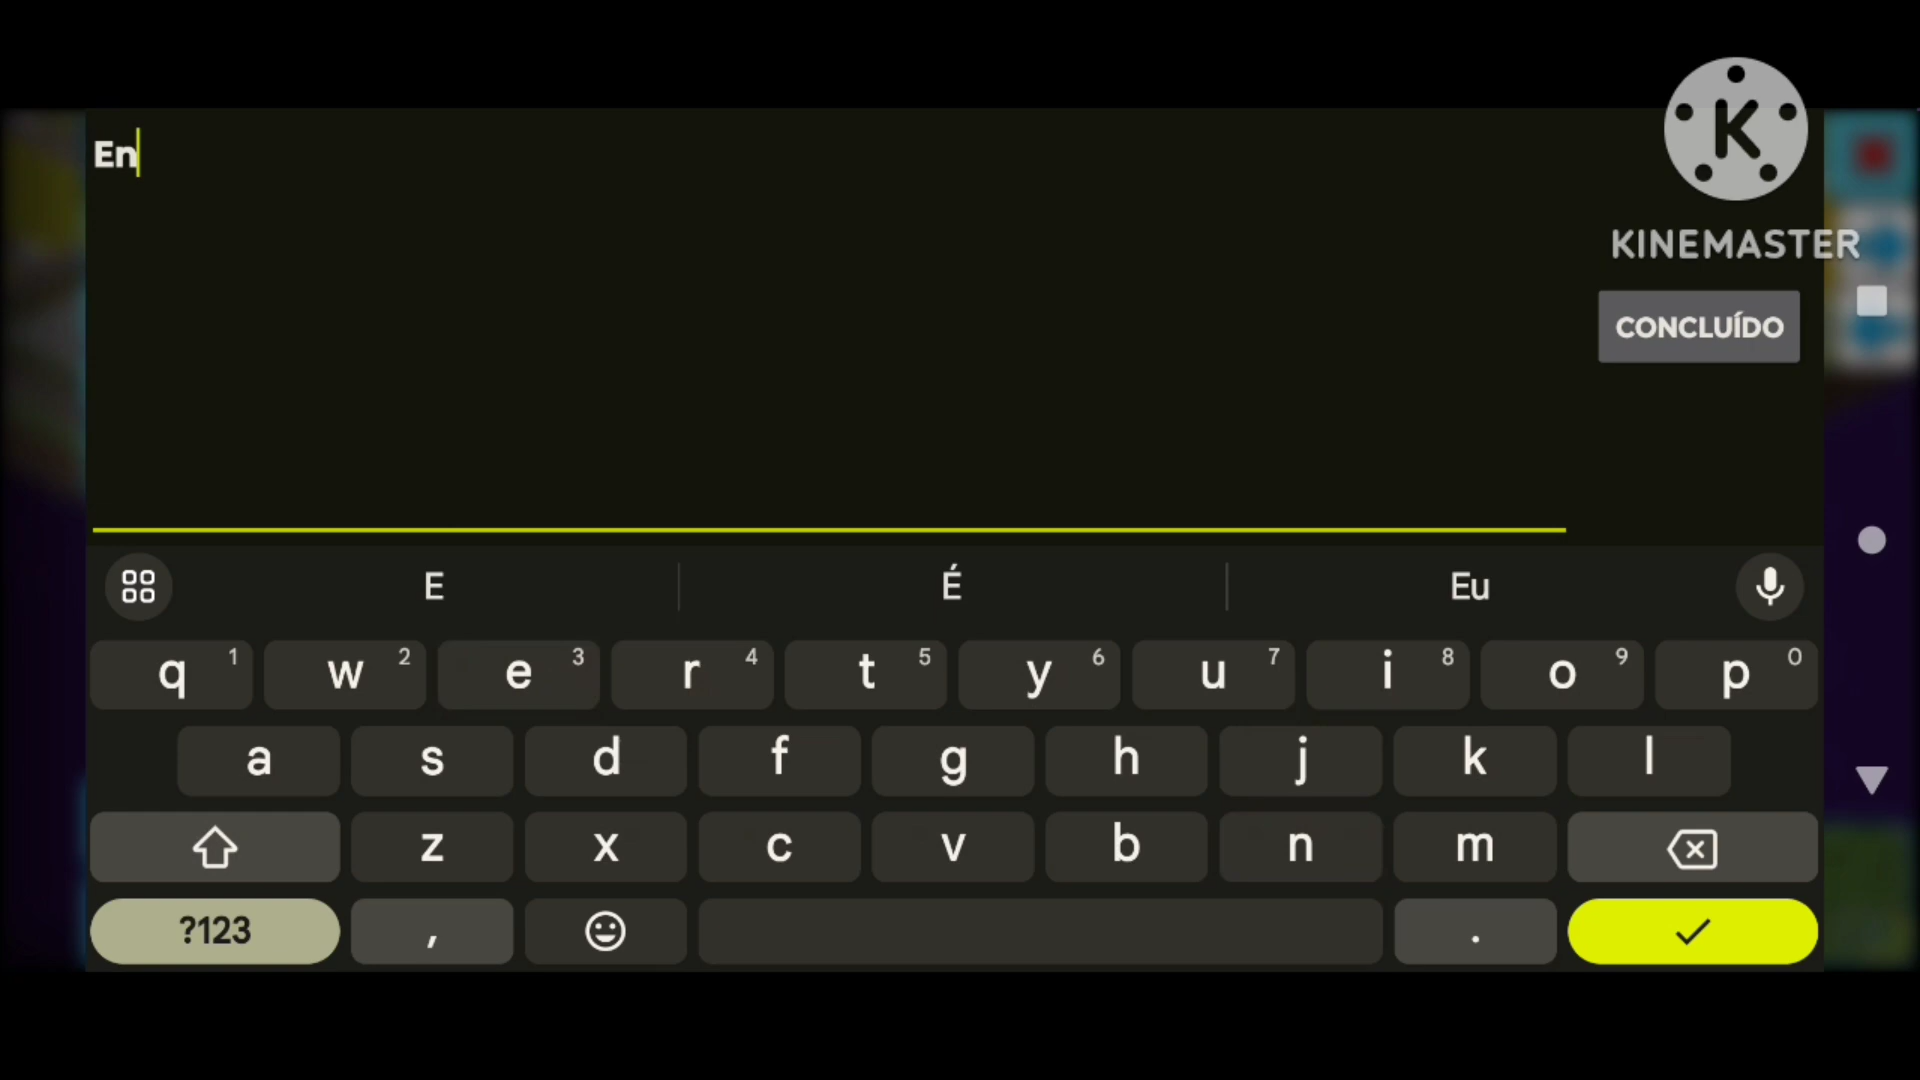 En
K
KINEMASTER
CONCLUÍDO
E É Eu
q 1 w 2 e 3 r 4 t 5 y 6 u 7 i 8 o 9 p 0
a s d f g h j k l
z x c v b n m
?123 , .